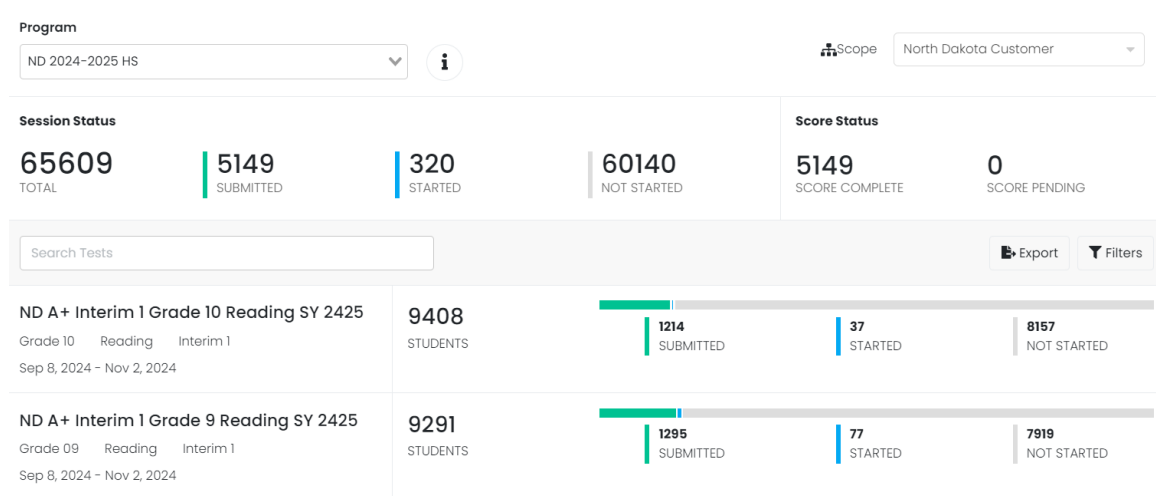 Program
ND 2024-2025 HS
i
Scope
North Dakota Customer
Session Status
65609
TOTAL
5149
SUBMITTED
320
STARTED
60140
NOT STARTED
Score Status
5149
SCORE COMPLETE
0
SCORE PENDING
Search Tests
Export
Filters
ND A+ Interim 1 Grade 10 Reading SY 2425
Grade 10 Reading Interim 1
Sep 8, 2024 - Nov 2, 2024
9408
STUDENTS
1214
SUBMITTED
37
STARTED
8157
NOT STARTED
ND A+ Interim 1 Grade 9 Reading SY 2425
Grade 09 Reading Interim 1
Sep 8, 2024 - Nov 2, 2024
9291
STUDENTS
1295
SUBMITTED
77
STARTED
7919
NOT STARTED